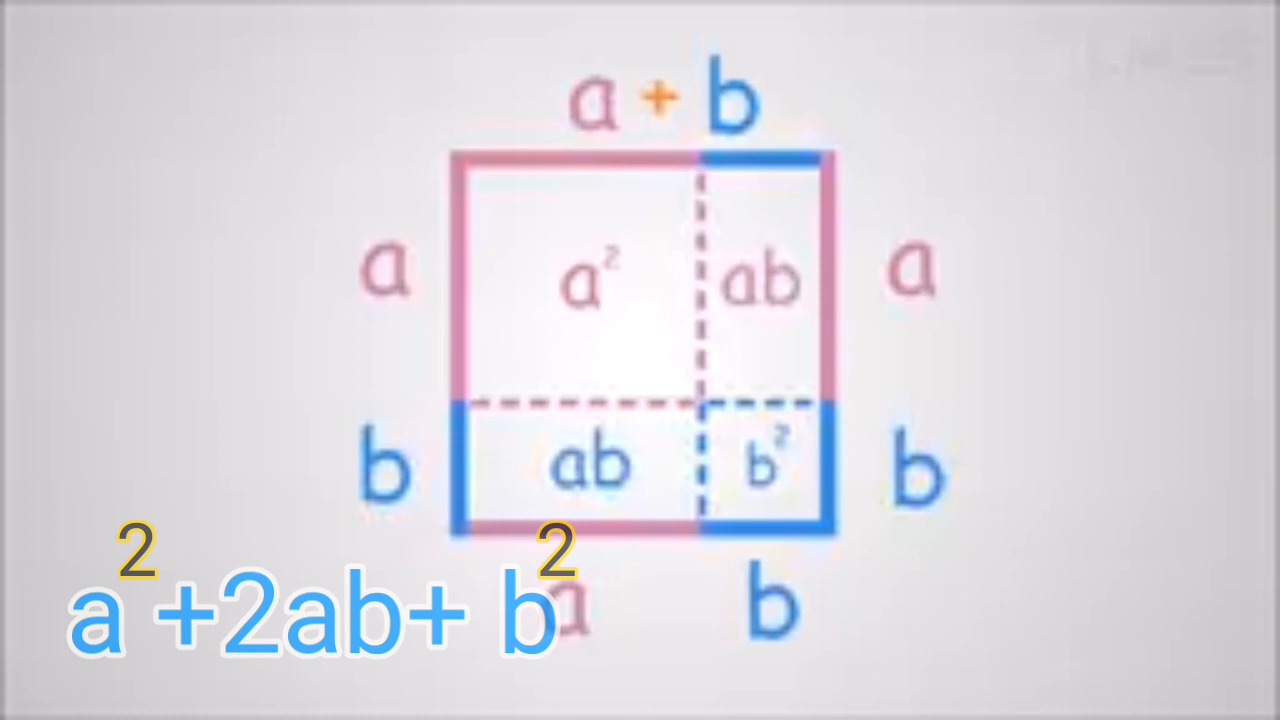 a + b
a a² ab a
b ab b² b
a b
a²+2ab+ b²